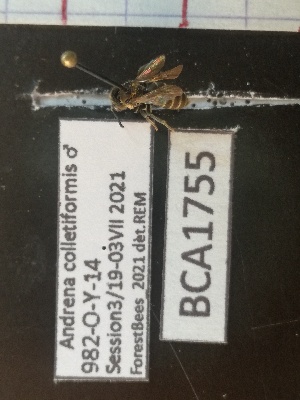 Andrena colletiformis ♂
982-O-Y-14
Session3/19-03VII 2021
ForestBees_2021 det.REM
BCA1755